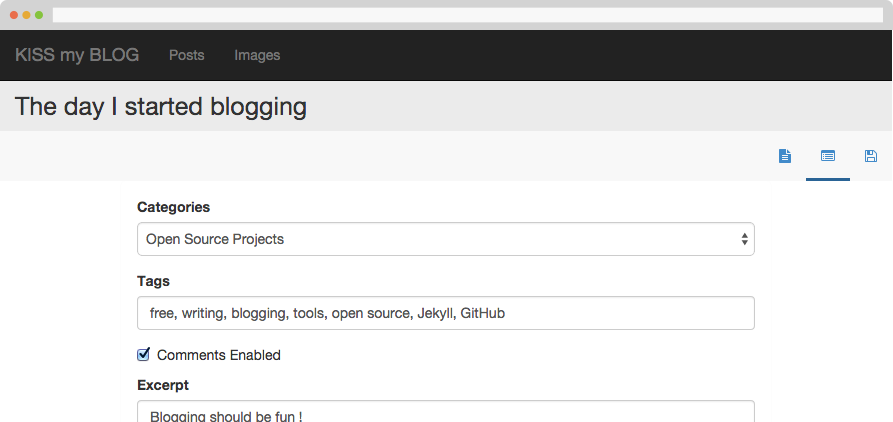 KISS my BLOG Posts Images
The day I started blogging
Categories
Open Source Projects
Tags
free, writing, blogging, tools, open source, Jekyll, GitHub
Comments Enabled
Excerpt
Blogging should be fun !